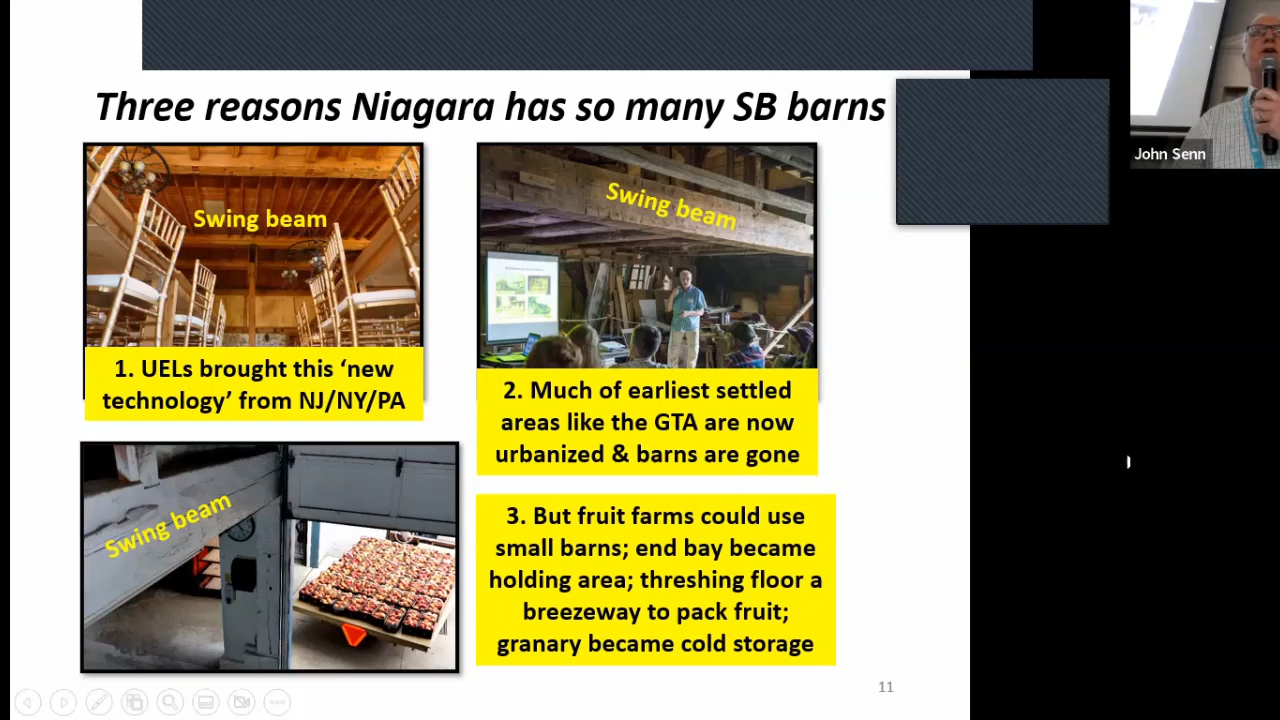 Three reasons Niagara has so many SB barns
John Senn
Swing beam
1. UELs brought this ‘new
technology’ from NJ/NY/PA
Swing beam
2. Much of earliest settled
areas like the GTA are now
urbanized & barns are gone
Swing beam
3. But fruit farms could use
small barns; end bay became
holding area; threshing floor a
breezeway to pack fruit;
granary became cold storage
11